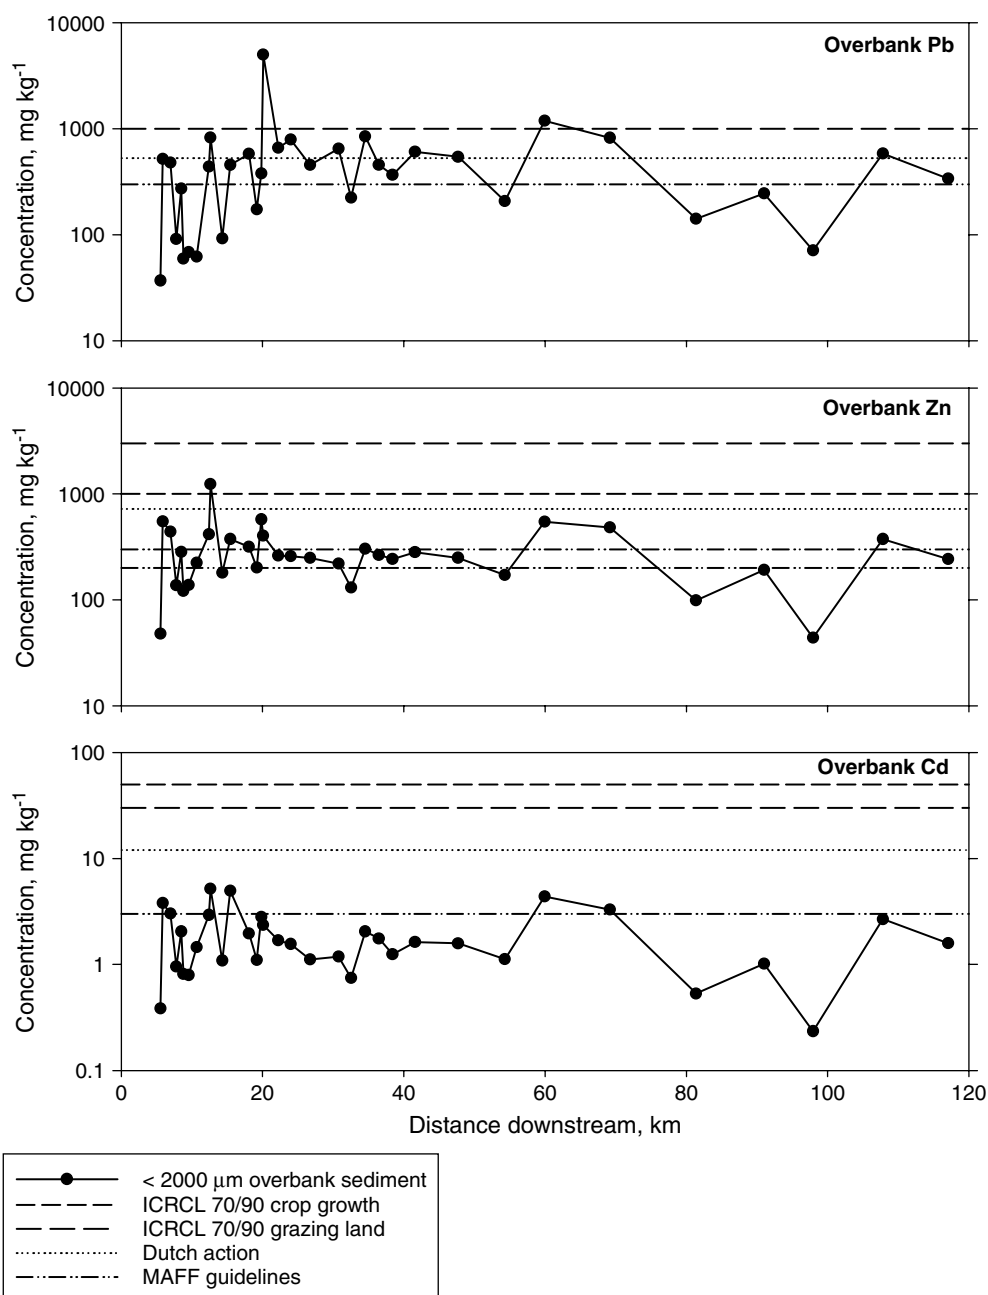 10000
Overbank Pb
1000
100
10
Concentration, mg kg-1
10000
Overbank Zn
1000
100
10
Concentration, mg kg-1
100
Overbank Cd
10
1
0.1
Concentration, mg kg-1
0 20 40 60 80 100 120
Distance downstream, km
< 2000 μm overbank sediment
ICRCL 70/90 crop growth
ICRCL 70/90 grazing land
Dutch action
MAFF guidelines